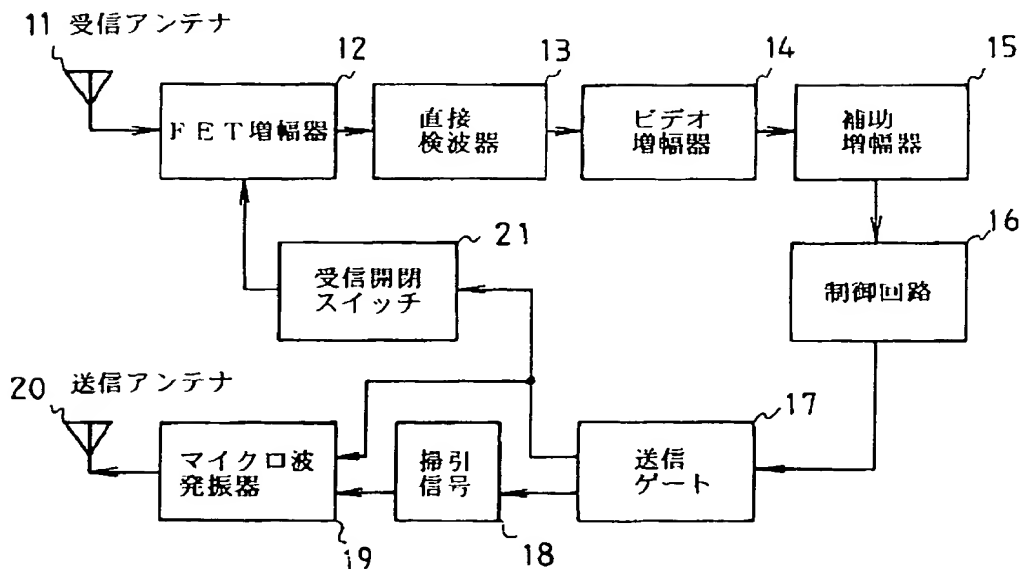 11 受信アンテナ
12
FET増幅器
13
直接
検波器
14
ビデオ
増幅器
15
補助
増幅器
16
制御回路
21
受信開閉
スイッチ
20 送信アンテナ
マイクロ波
発振器
19
掃引
信号
18
17
送信
ゲート